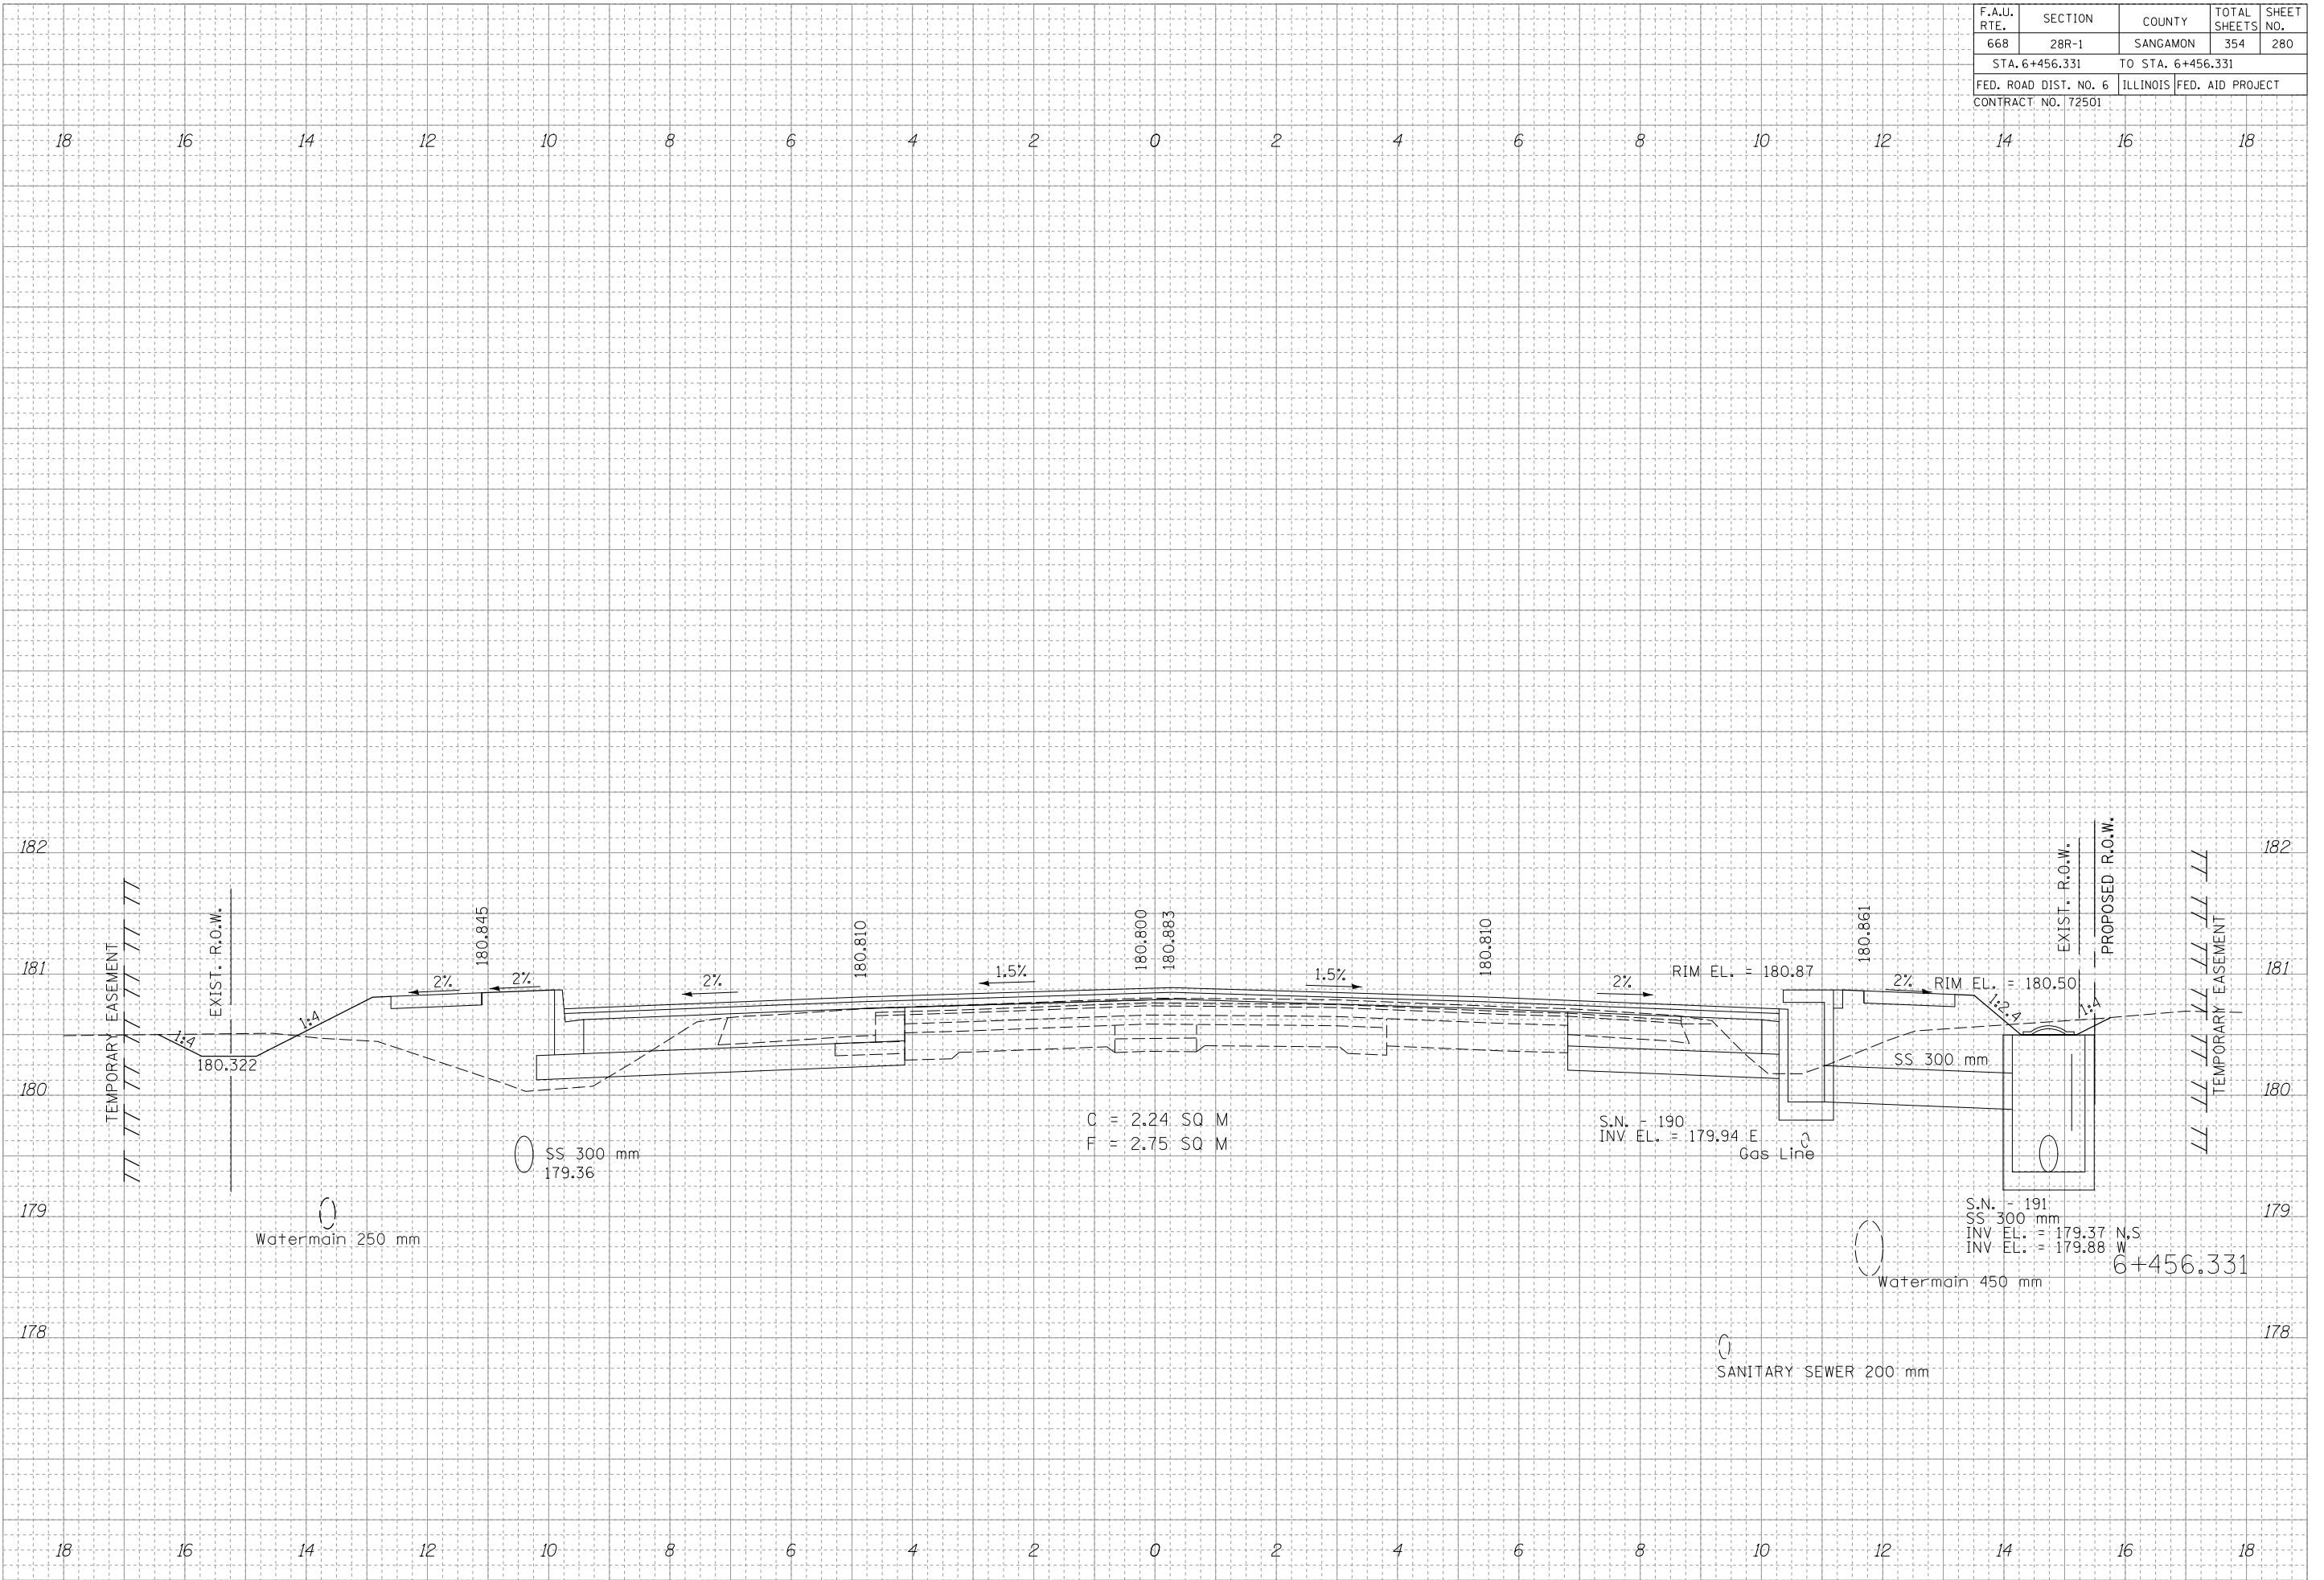 F.A.U. RTE. SECTION COUNTY TOTAL SHEETS SHEET NO.
668 28R-1 SANGAMON 354 280
STA. 6+456.331 TO STA. 6+456.331
FED. ROAD DIST. NO. 6 ILLINOIS FED. AID PROJECT
CONTRACT NO. 72501
18 16 14 12 10 8 6 4 2 0 2 4 6 8 10 12 14 16 18
182 182
181 181
180 180
179 179
178 178
TEMPORARY EASEMENT
EXIST. R.O.W.
1:4
180.322
1:4
2%
180.845
2%
2%
180.810
1.5%
180.800
180.883
1.5%
180.810
2%
RIM EL. = 180.87
180.861
2%
RIM EL. = 180.50
1:2.4
1:4
EXIST. R.O.W.
PROPOSED R.O.W.
TEMPORARY EASEMENT
SS 300 mm
C = 2.24 SQ M
F = 2.75 SQ M
S.N. - 190
INV EL. = 179.94 E
Gas Line
SS 300 mm
179.36
Watermain 250 mm
S.N. - 191
SS 300 mm
INV EL. = 179.37 N,S
INV EL. = 179.88 W
6+456.331
Watermain 450 mm
SANITARY SEWER 200 mm
18 16 14 12 10 8 6 4 2 0 2 4 6 8 10 12 14 16 18